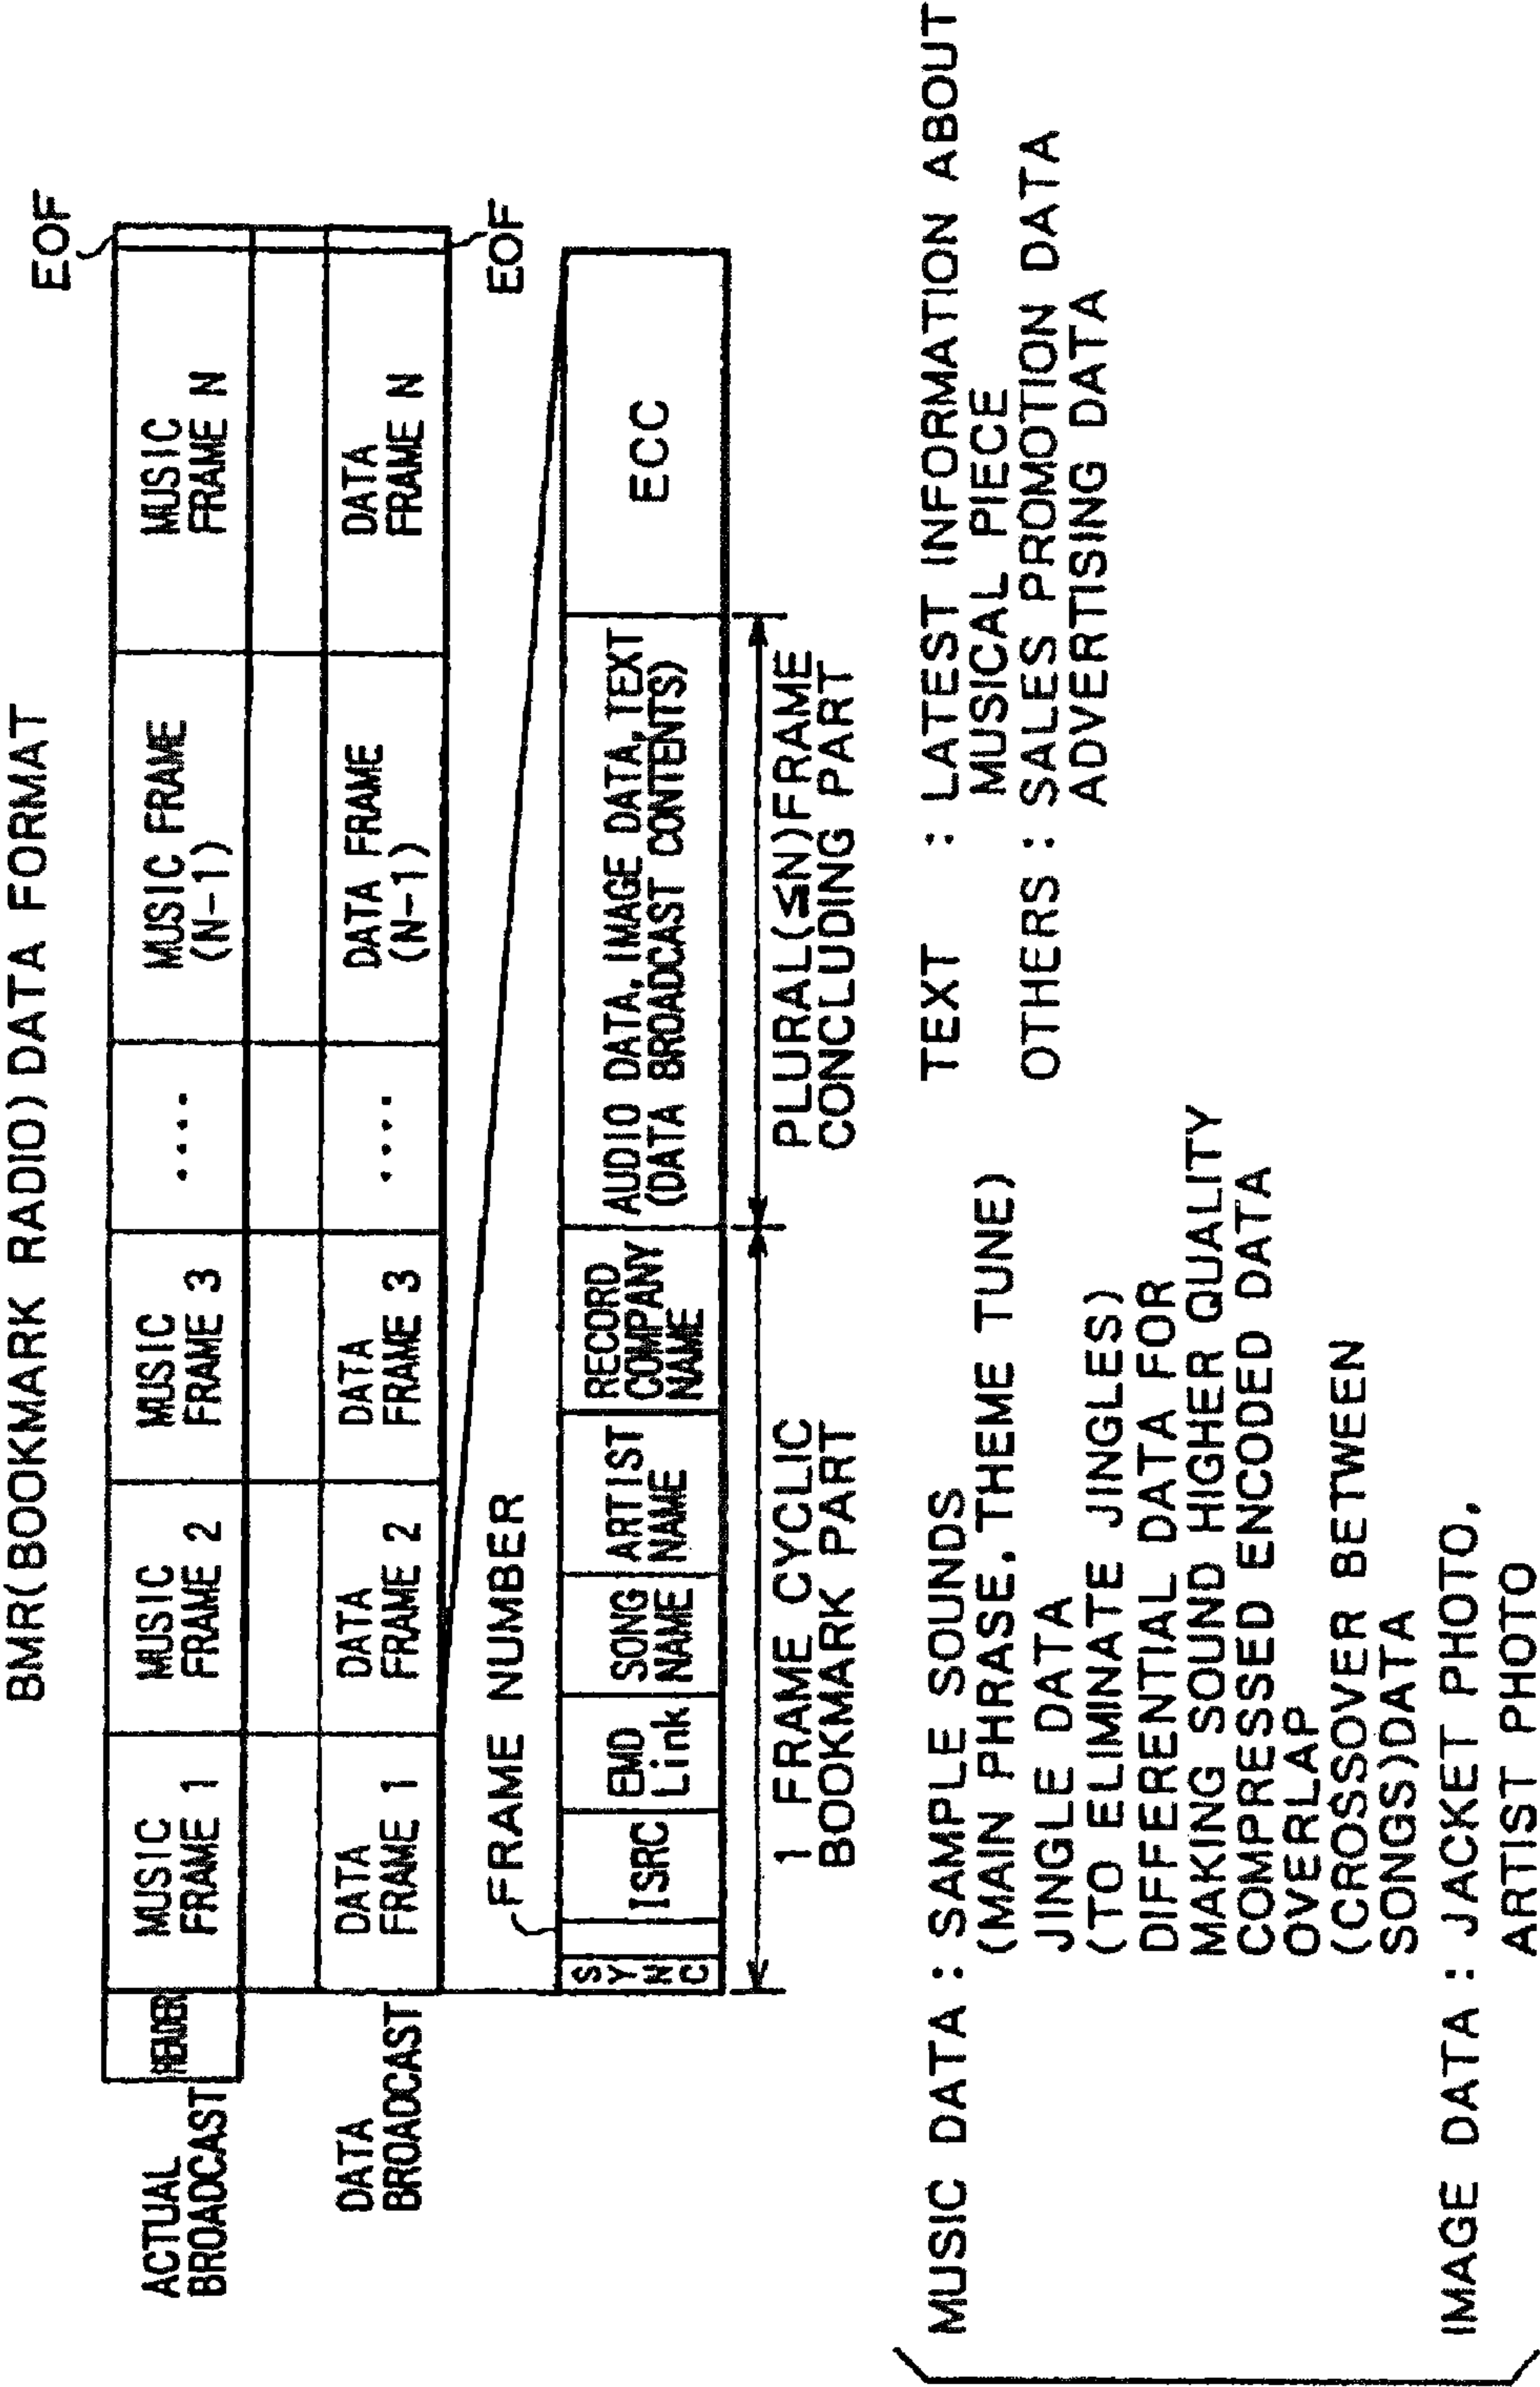 BMR(BOOKMARK RADIO) DATA FORMAT
EOF
ACTUAL
BROADCAST
HEADER
MUSIC
FRAME 1
MUSIC
FRAME 2
MUSIC
FRAME 3
....
MUSIC FRAME
(N-1)
MUSIC
FRAME N
DATA
BROADCAST
DATA
FRAME 1
DATA
FRAME 2
DATA
FRAME 3
....
DATA FRAME
(N-1)
DATA
FRAME N
EOF
FRAME NUMBER
SYNC
ISRC
EMD
Link
SONG
NAME
ARTIST
NAME
RECORD
COMPANY
NAME
AUDIO DATA, IMAGE DATA, TEXT
(DATA BROADCAST CONTENTS)
ECC
1 FRAME CYCLIC
BOOKMARK PART
PLURAL(≦N)FRAME
CONCLUDING PART
MUSIC DATA : SAMPLE SOUNDS
(MAIN PHRASE, THEME TUNE)
JINGLE DATA
(TO ELIMINATE JINGLES)
DIFFERENTIAL DATA FOR
MAKING SOUND HIGHER QUALITY
COMPRESSED ENCODED DATA
OVERLAP
(CROSSOVER BETWEEN
SONGS)DATA
IMAGE DATA : JACKET PHOTO,
ARTIST PHOTO
TEXT : LATEST INFORMATION ABOUT
MUSICAL PIECE
OTHERS : SALES PROMOTION DATA
ADVERTISING DATA